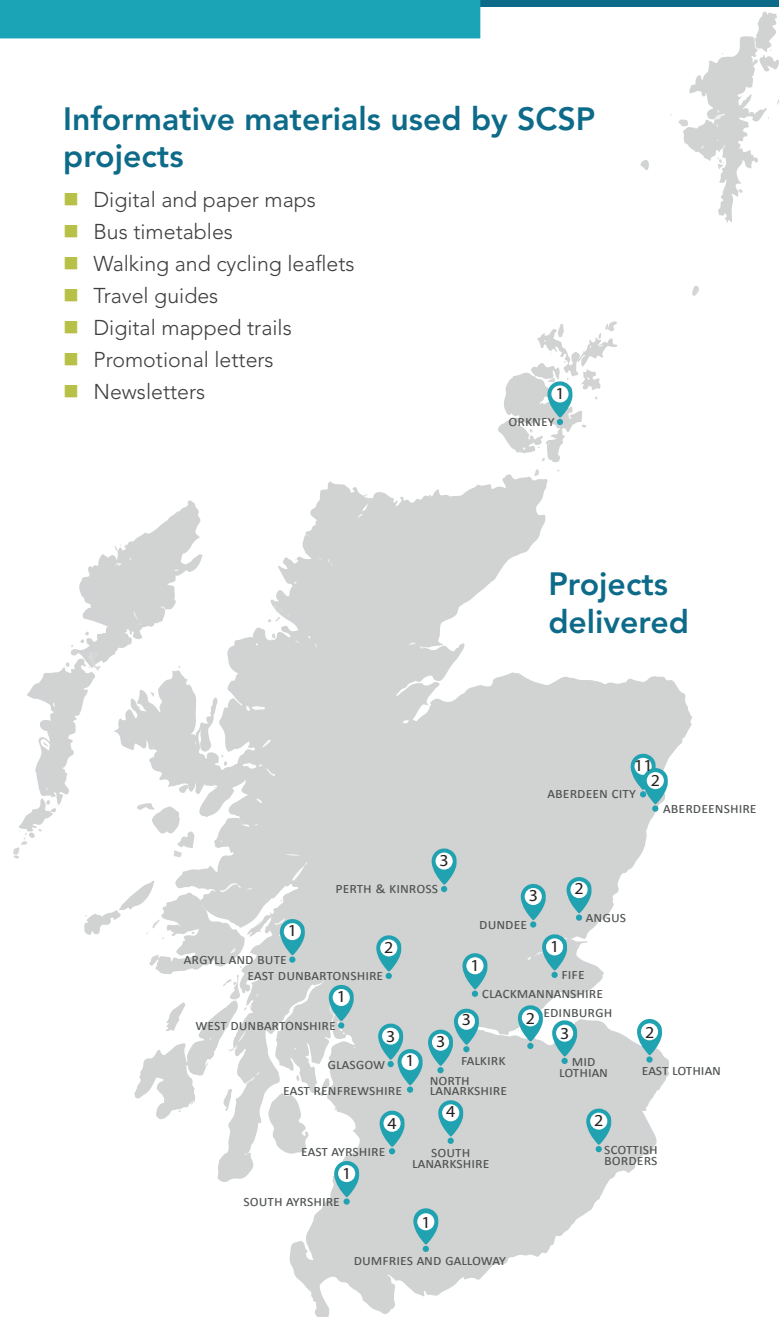 Informative materials used by SCSP
projects
Digital and paper maps
Bus timetables
Walking and cycling leaflets
Travel guides
Digital mapped trails
Promotional letters
Newsletters
1
ORKNEY
Projects
delivered
11
ABERDEEN CITY
2
ABERDEENSHIRE
3
PERTH & KINROSS
3
DUNDEE
2
ANGUS
1
ARGYLL AND BUTE
2
EAST DUNBARTONSHIRE
1
CLACKMANNANSHIRE
1
FIFE
1
WEST DUNBARTONSHIRE
3
GLASGOW
1
EAST RENFREWSHIRE
3
NORTH
LANARKSHIRE
3
FALKIRK
2
EDINBURGH
3
MID
LOTHIAN
2
EAST LOTHIAN
4
EAST AYRSHIRE
4
SOUTH
LANARKSHIRE
2
SCOTTISH
BORDERS
1
SOUTH AYRSHIRE
1
DUMFRIES AND GALLOWAY